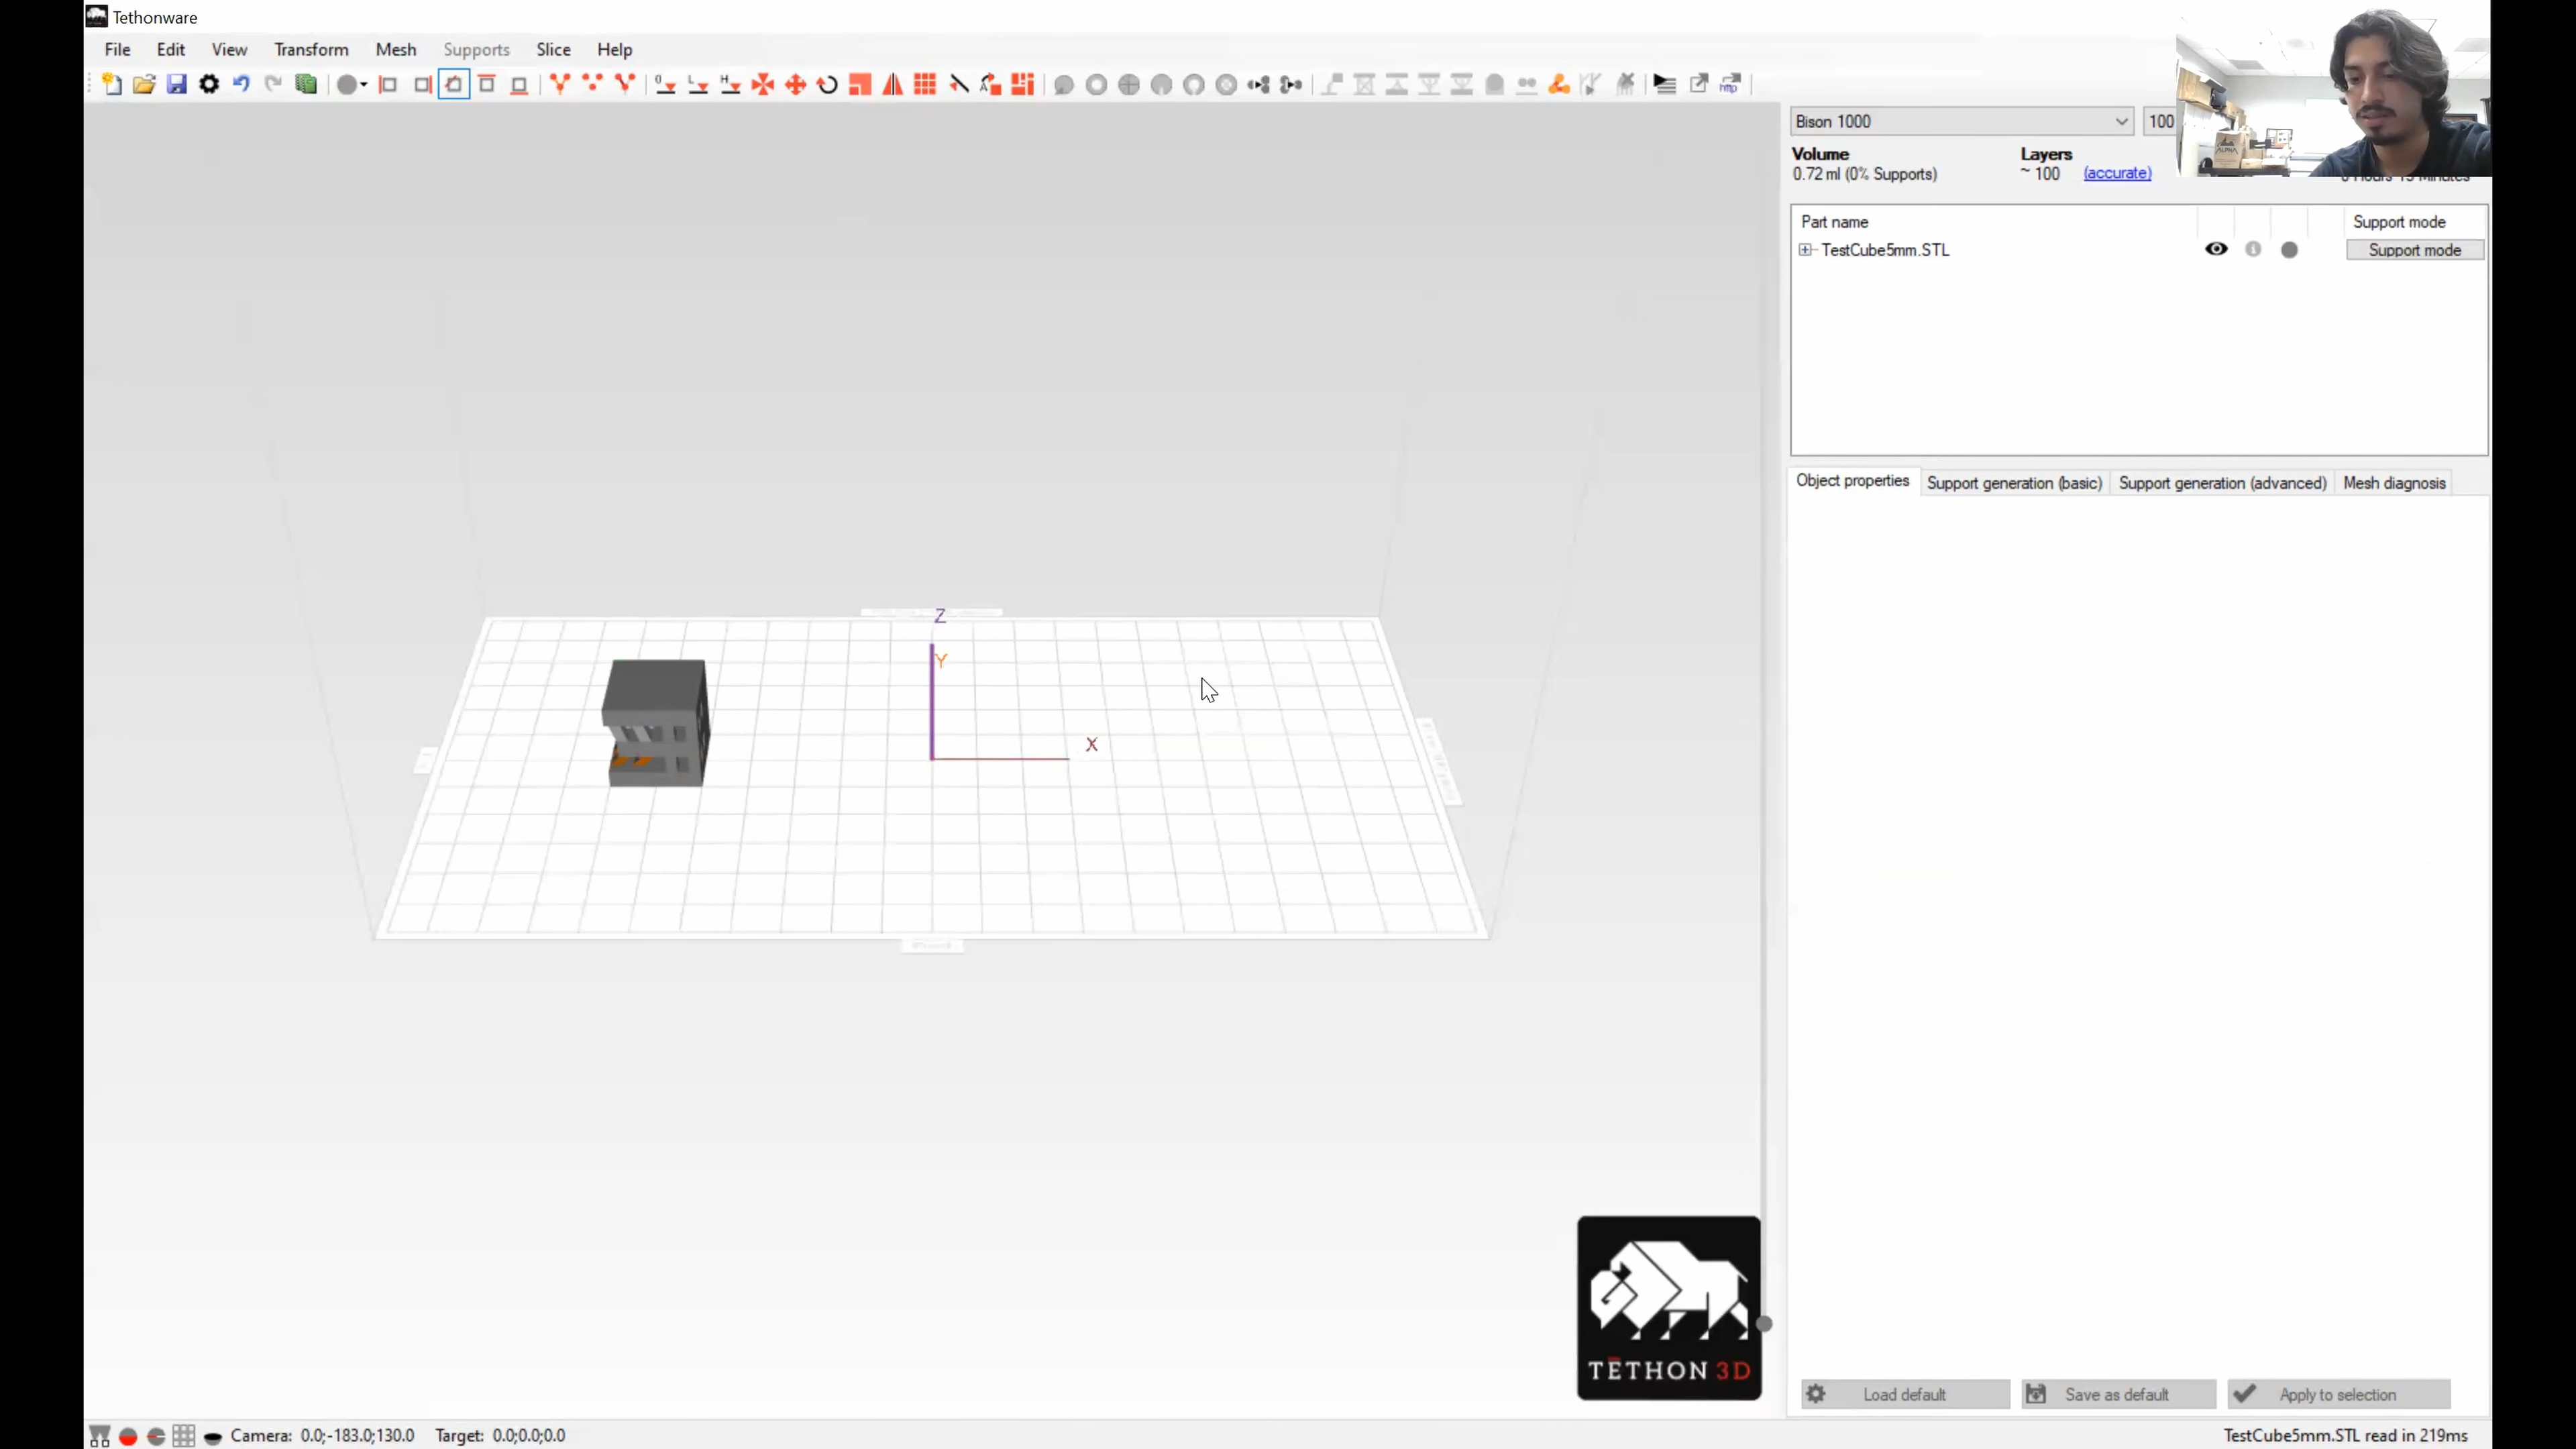 Tethonware
File Edit View Transform Mesh Supports Slice Help
http
Bison 1000
100
Volume
0.72 ml (0% Supports)
Layers
~ 100 (accurate)
Part name
Support mode
TestCube5mm.STL
Support mode
Object properties
Support generation (basic)
Support generation (advanced)
Mesh diagnosis
Z
Y
X
TETHON 3D
Load default
Save as default
Apply to selection
Camera: 0.0;-183.0;130.0
Target: 0.0;0.0;0.0
TestCube5mm.STL read in 219ms